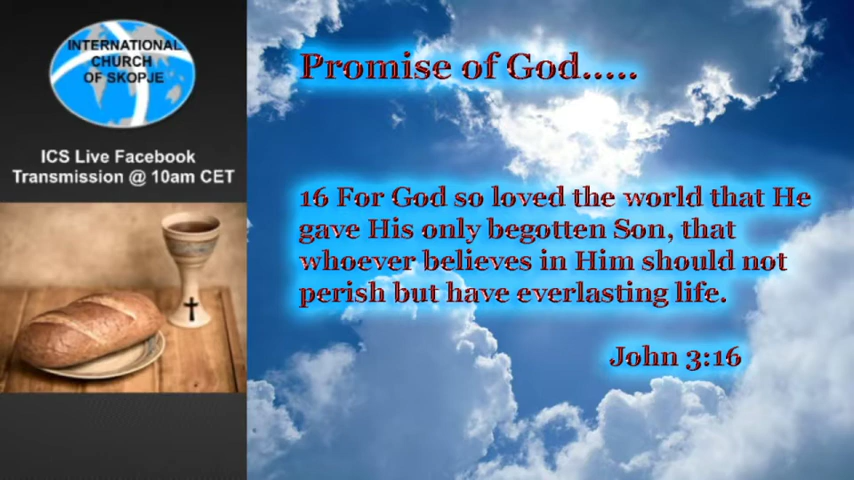 INTERNATIONAL
CHURCH
OF SKOPJE
ICS Live Facebook
Transmission @ 10am CET
Promise of God.....
16 For God so loved the world that He
gave His only begotten Son, that
whoever believes in Him should not
perish but have everlasting life.
John 3:16